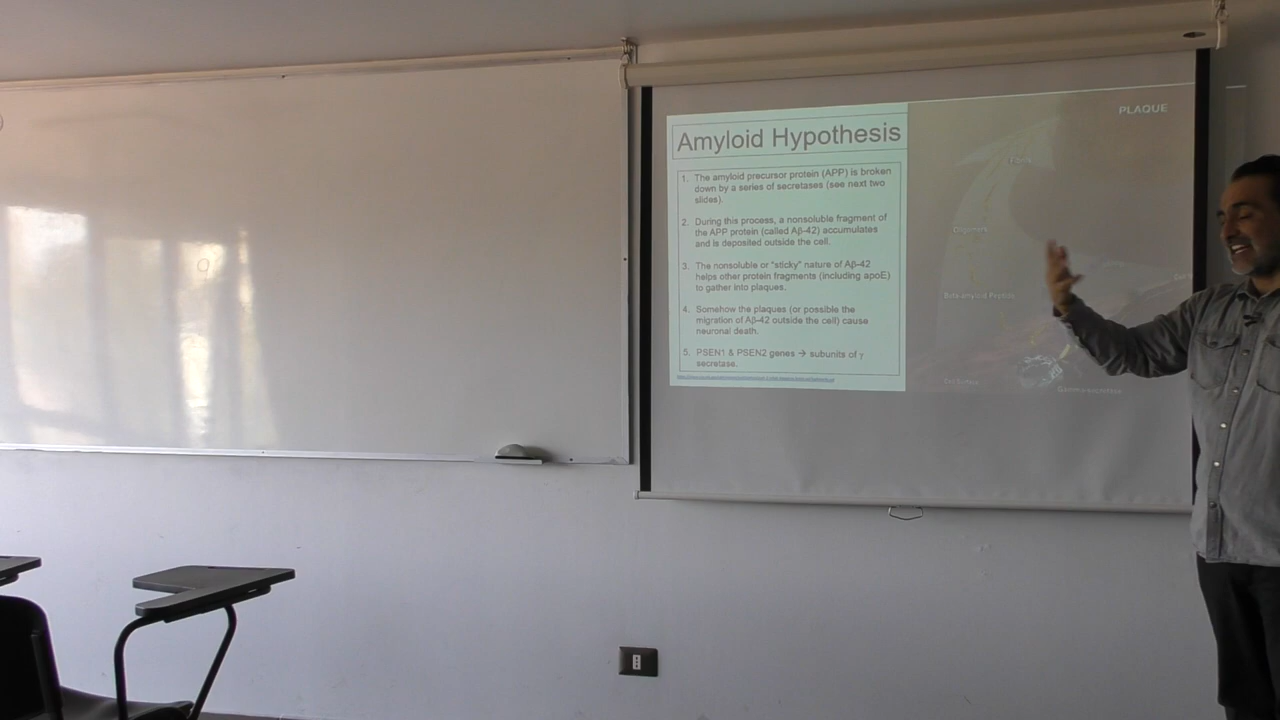 Amyloid Hypothesis
1. The amyloid precursor protein (APP) is broken
down by a series of secretases (see next two
slides).
2. During this process, a nonsoluble fragment of
the APP protein (called Aβ-42) accumulates
and is deposited outside the cell.
3. The nonsoluble or "sticky" nature of Aβ-42
helps other protein fragments (including apoE)
to gather into plaques.
4. Somehow the plaques (or possible the
migration of Aβ-42 outside the cell) cause
neuronal death.
5. PSEN1 & PSEN2 genes → subunits of γ
secretase.
PLAQUE
Oligomers
Beta-amyloid Peptide